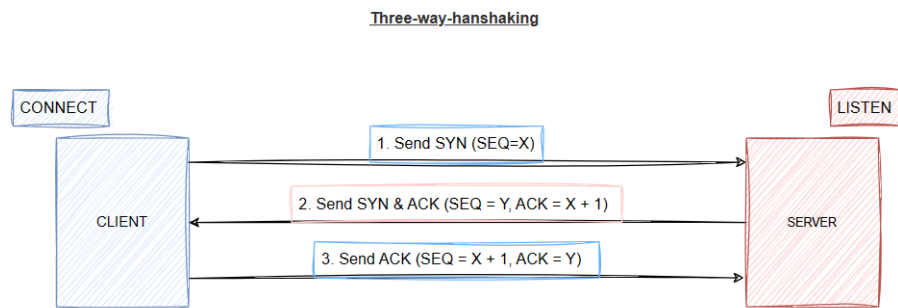 Three-way-hanshaking
CONNECT
LISTEN
1. Send SYN (SEQ=X)
2. Send SYN & ACK (SEQ = Y, ACK = X + 1)
CLIENT
SERVER
3. Send ACK (SEQ = X + 1, ACK = Y)